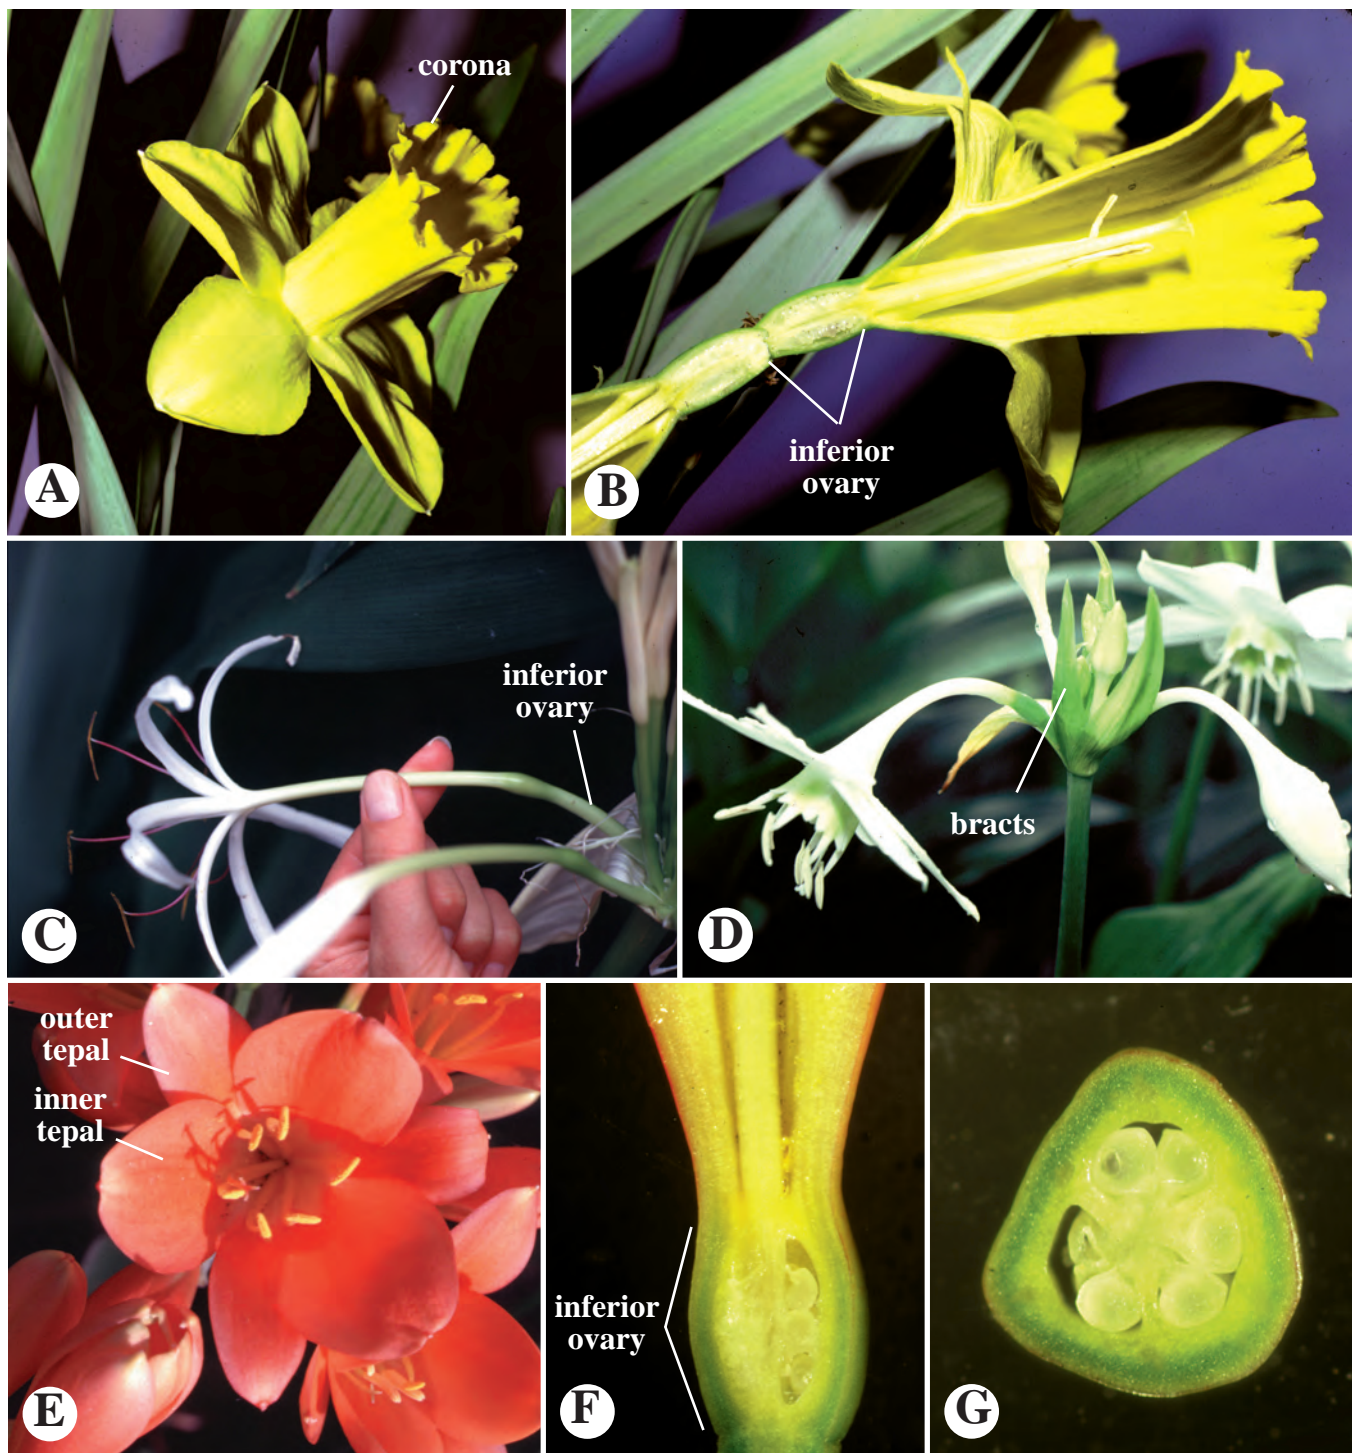 corona
A
inferior
ovary
B
inferior
ovary
C
bracts
D
outer
tepal
inner
tepal
E
inferior
ovary
F
G